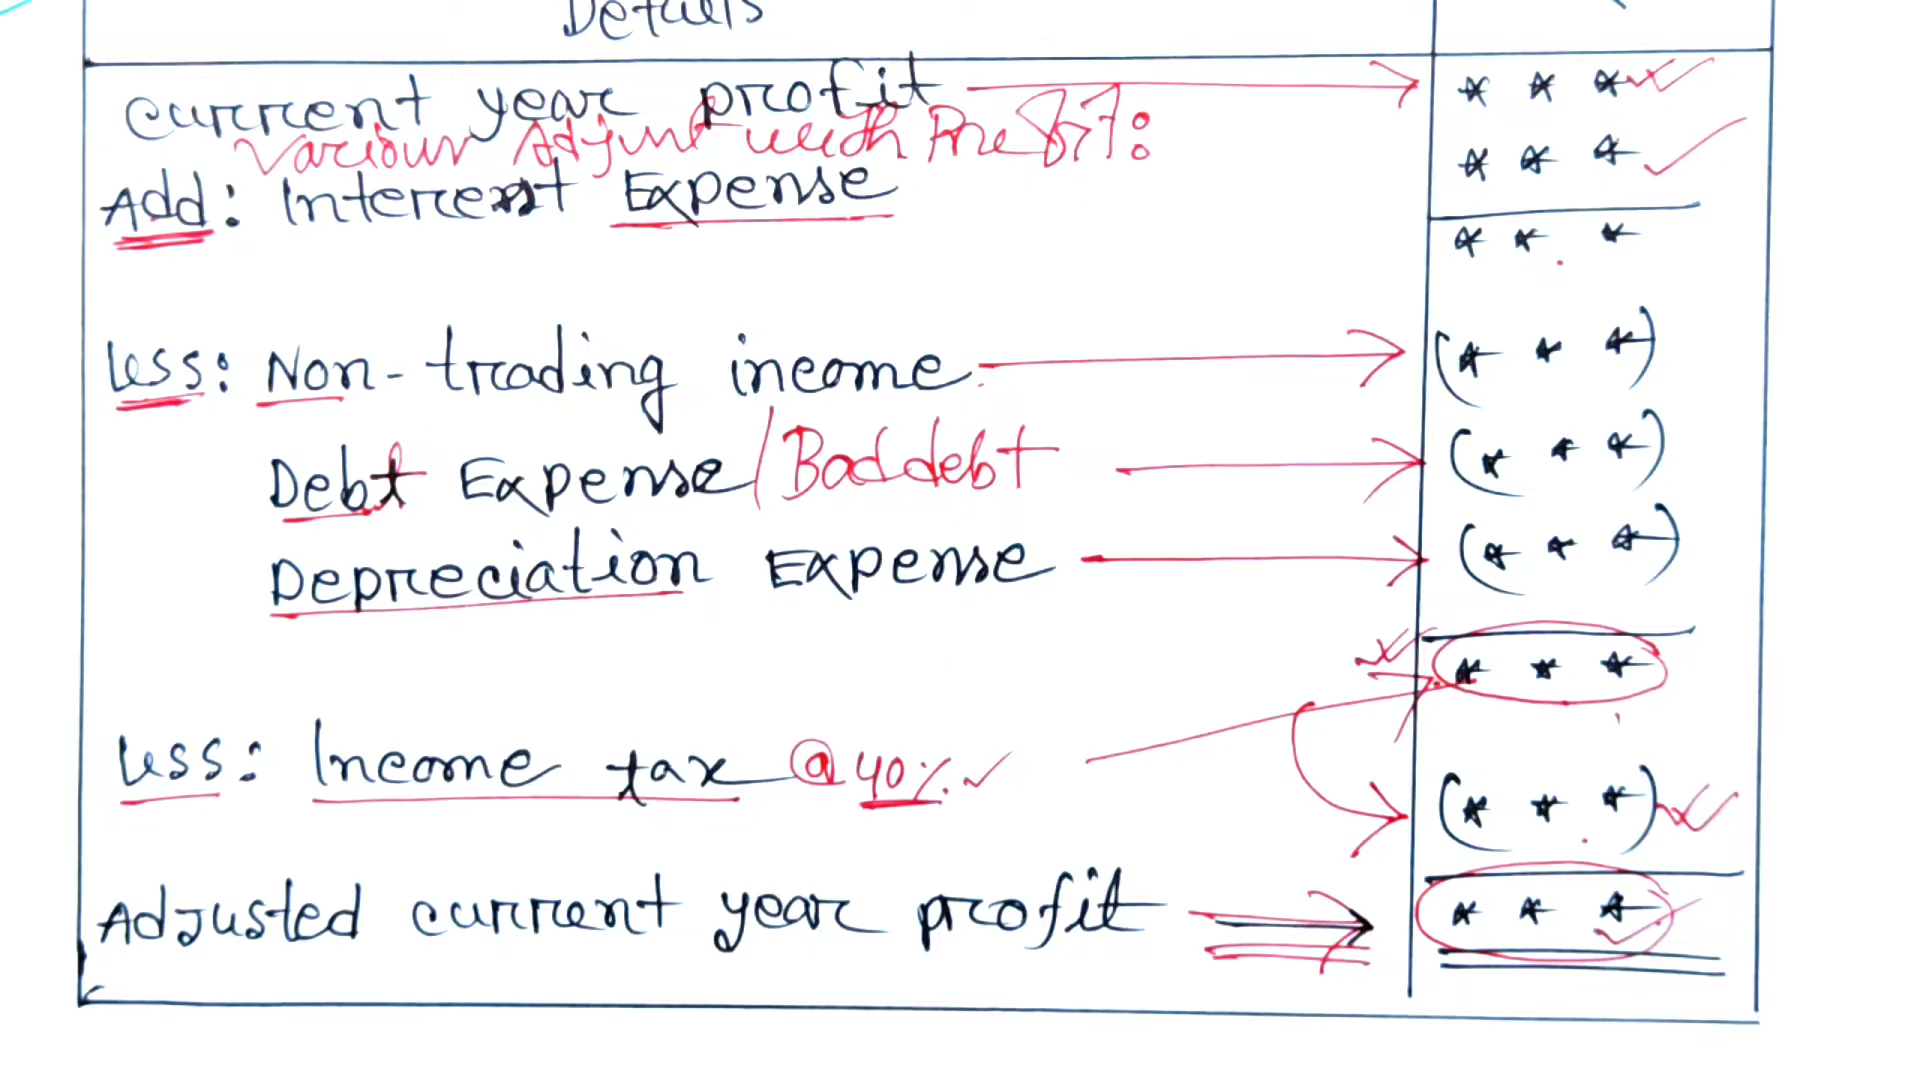 Details
Current year profit * * *
Various Adjust with Profit:
Add: Interest Expense * * *
* * *
Less: Non-trading income (* * *)
Debt Expense/Bad debt (* * *)
Depreciation Expense (* * *)
* * *
Less: Income tax @ 40% (* * *)
Adjusted current year profit * * *